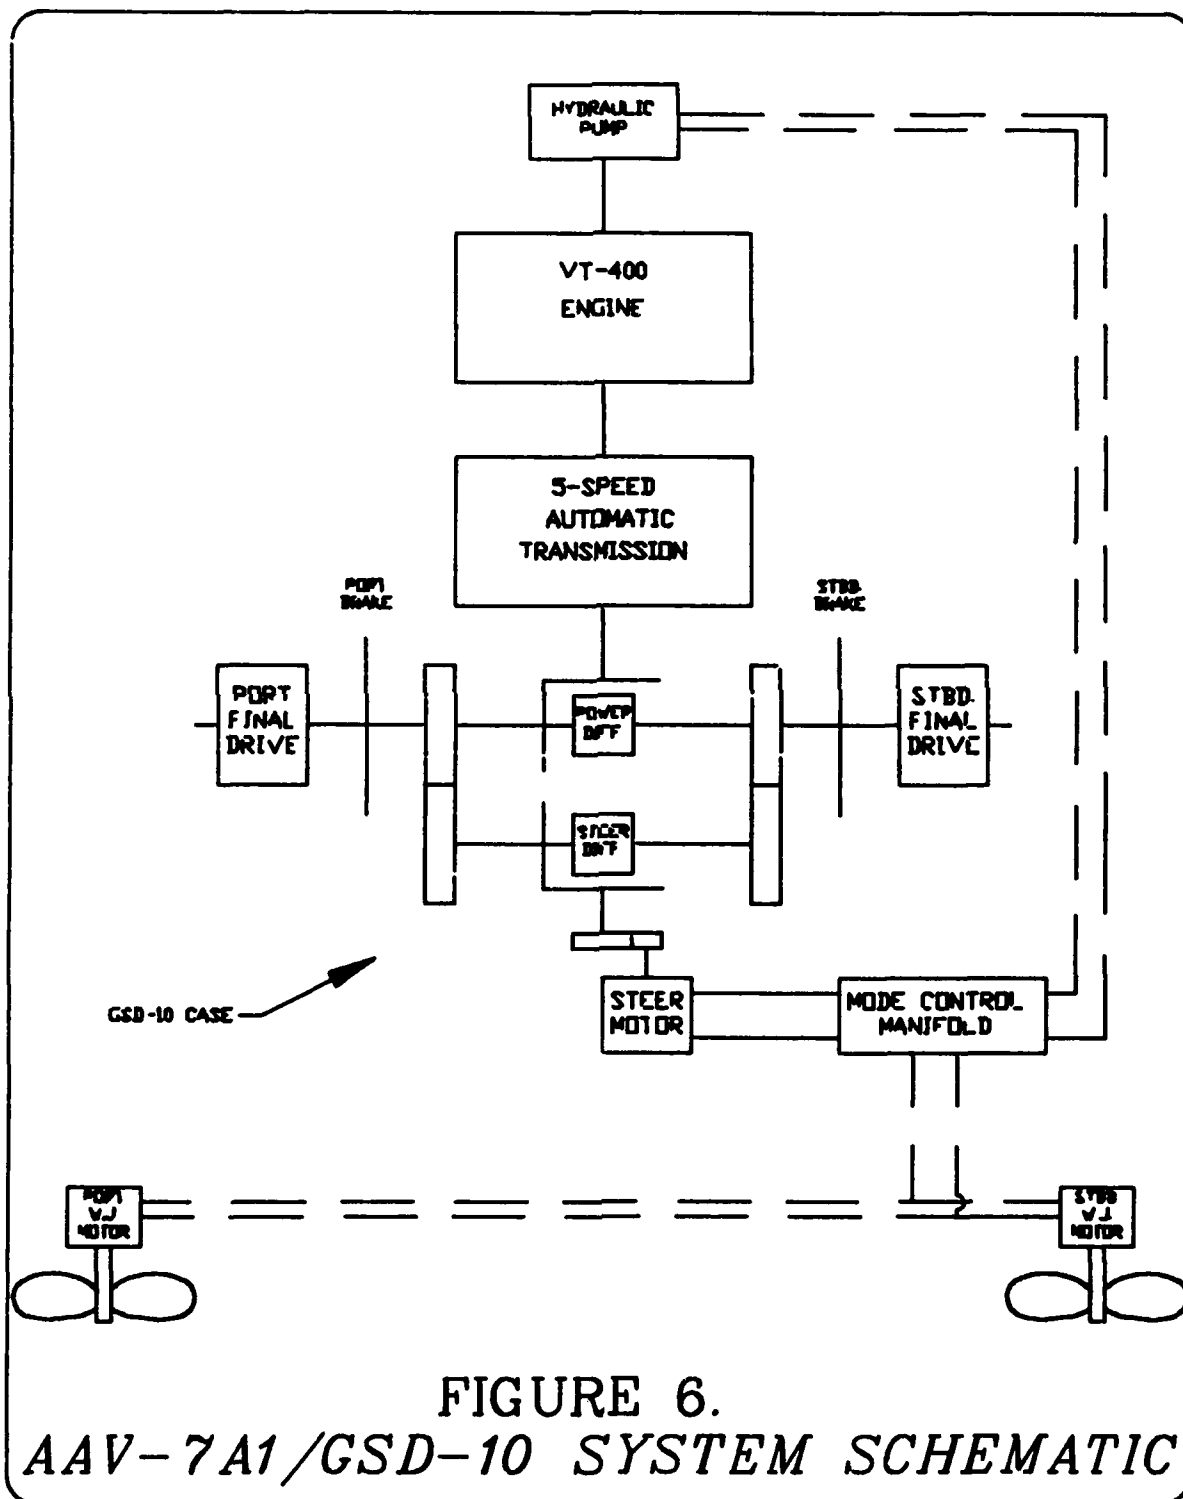 HYDRAULIC
PUMP
VT-400
ENGINE
5-SPEED
AUTOMATIC
TRANSMISSION
PORT
BRAKE
STBD.
BRAKE
PORT
FINAL
DRIVE
POWER
DIFF
STBD.
FINAL
DRIVE
STEER
DIFF
GSD-10 CASE
STEER
MOTOR
MODE CONTROL
MANIFOLD
PORT
WJ
MOTOR
STBD
WJ
MOTOR
FIGURE 6.
AAV-7A1/GSD-10 SYSTEM SCHEMATIC